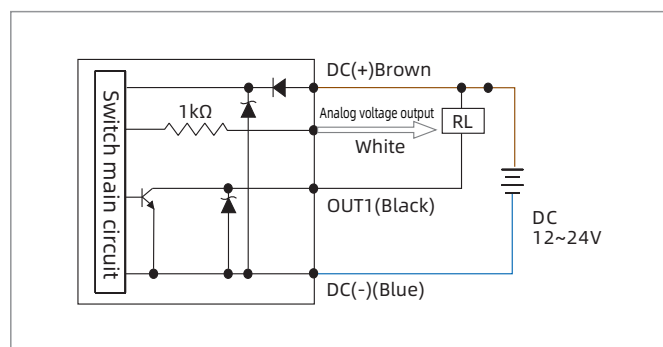 DC(+)Brown
Switch main circuit
1kΩ
Analog voltage output
RL
White
OUT1(Black)
DC
12~24V
DC(-)(Blue)